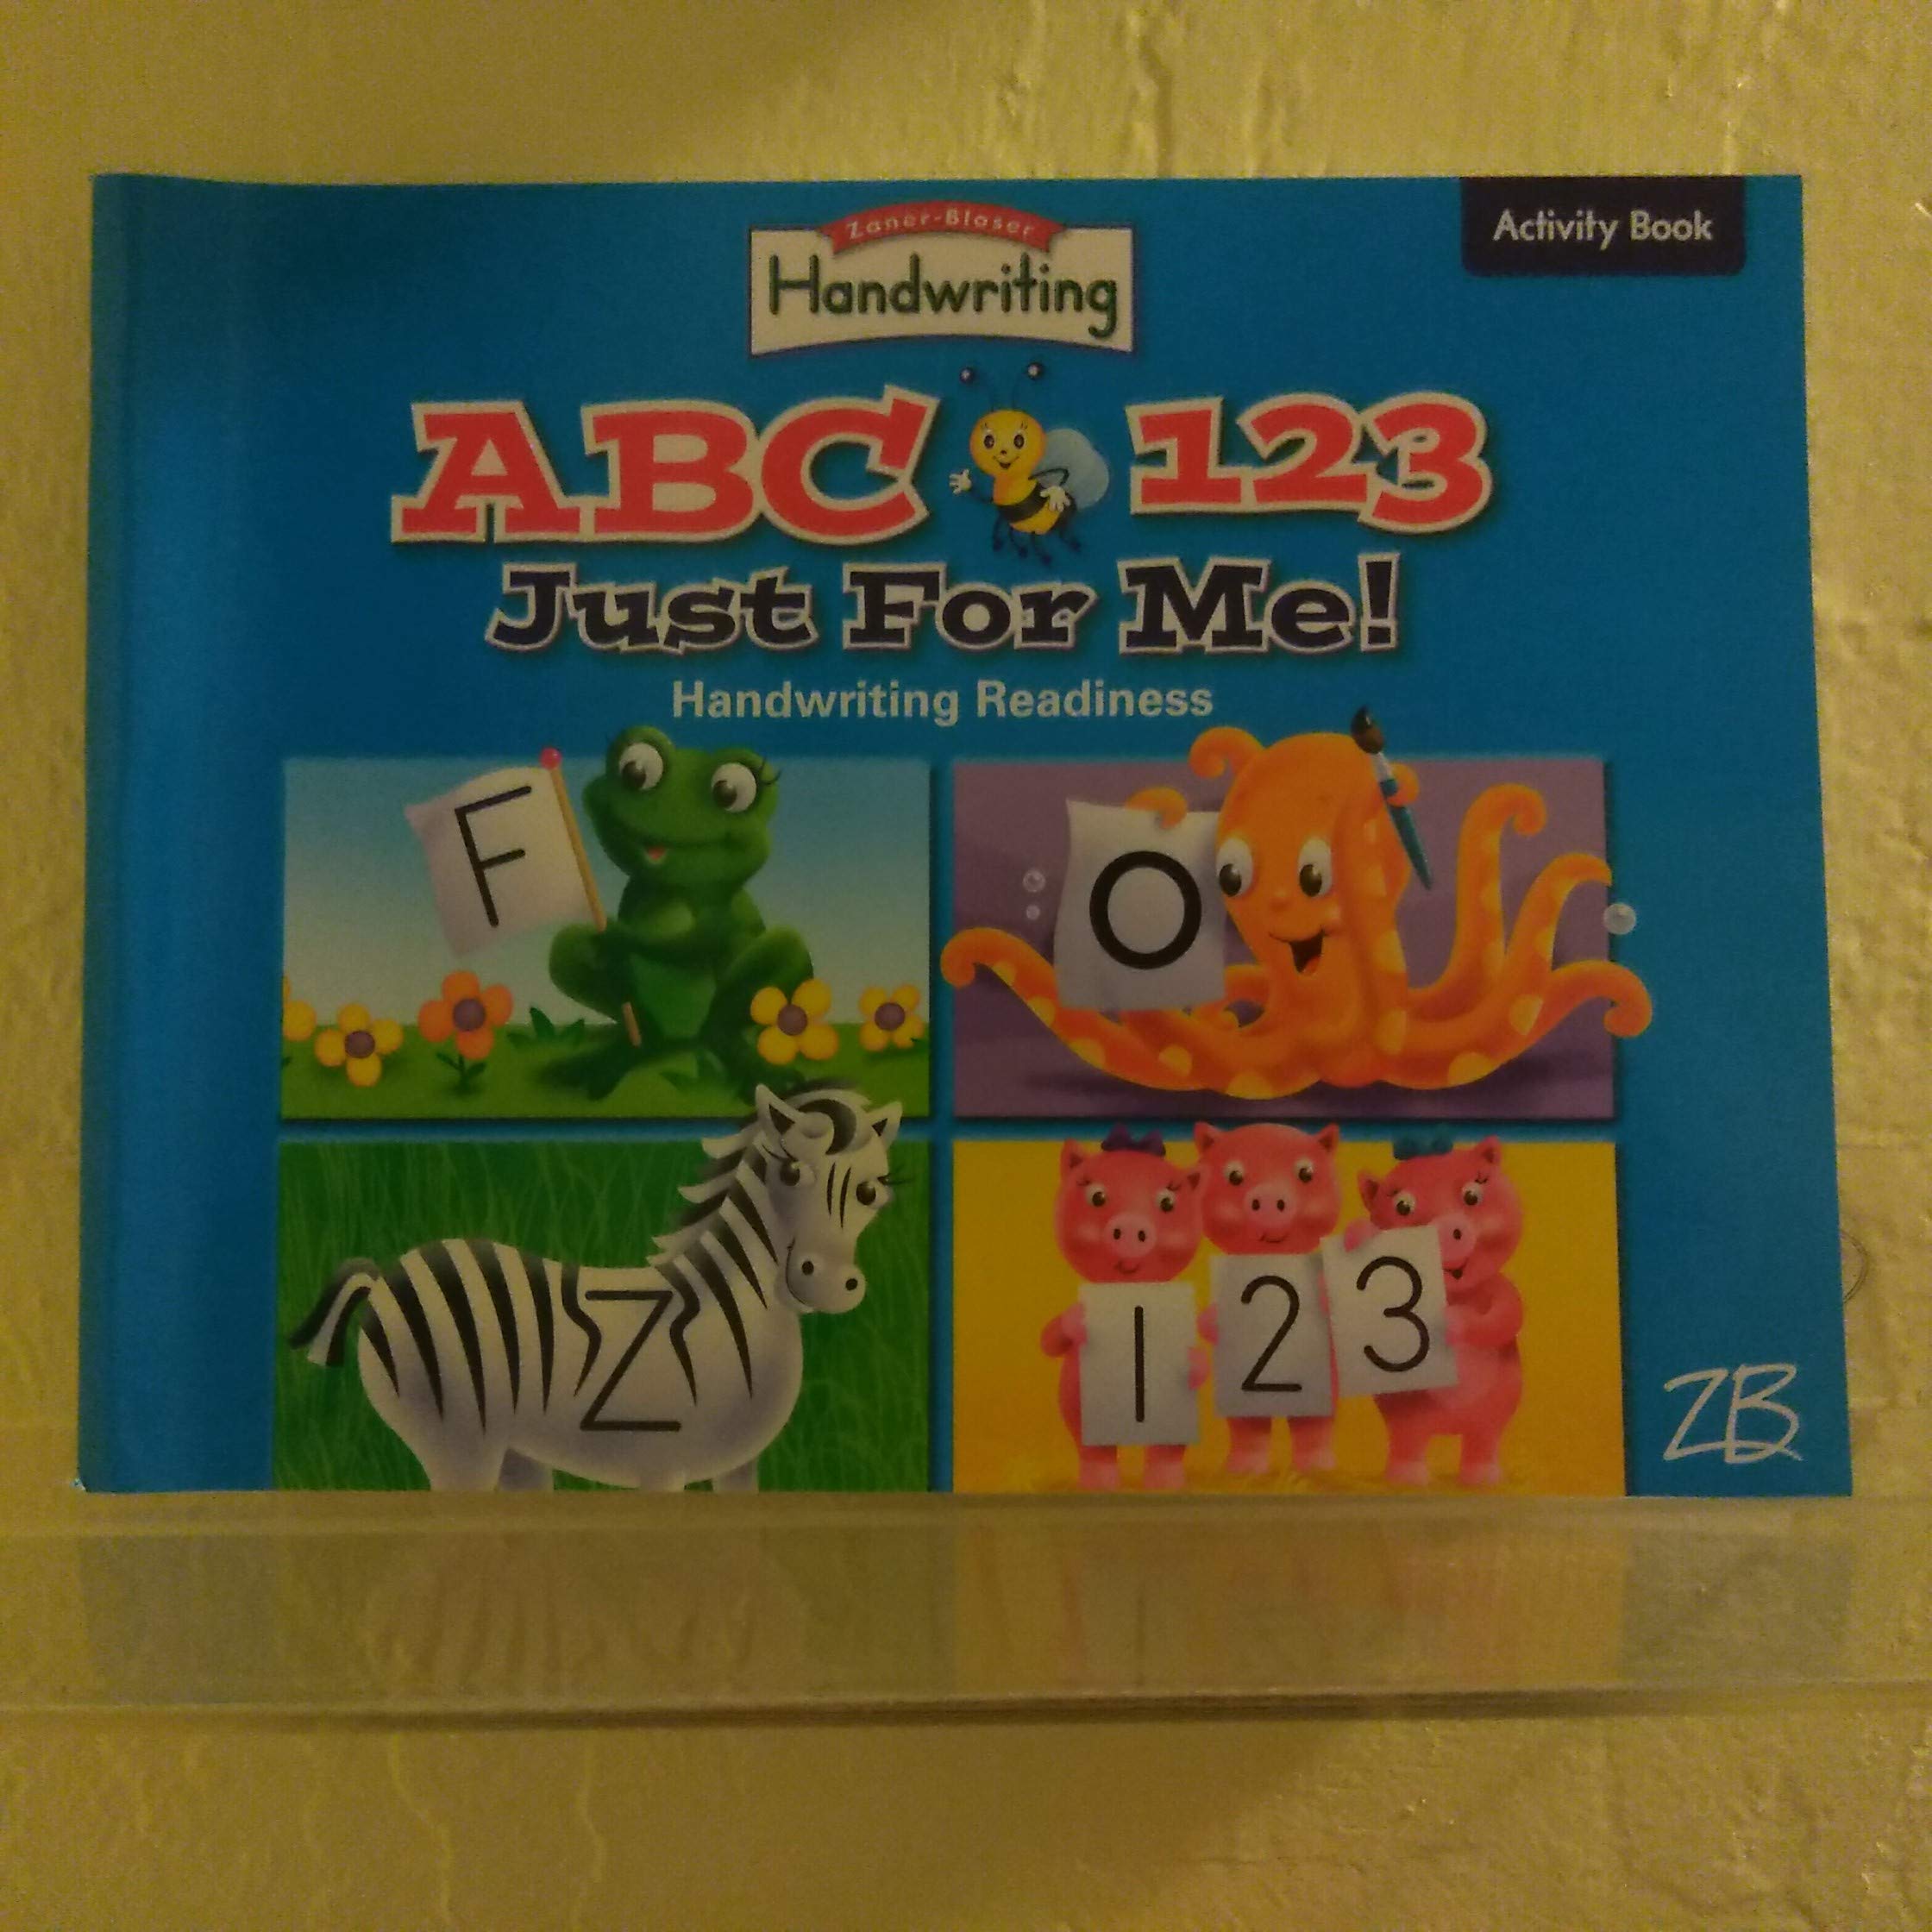 Activity Book
Zaner-Bloser
Handwriting
ABC 123
Just For Me!
Handwriting Readiness
F
O
Z
1 2 3
ZB